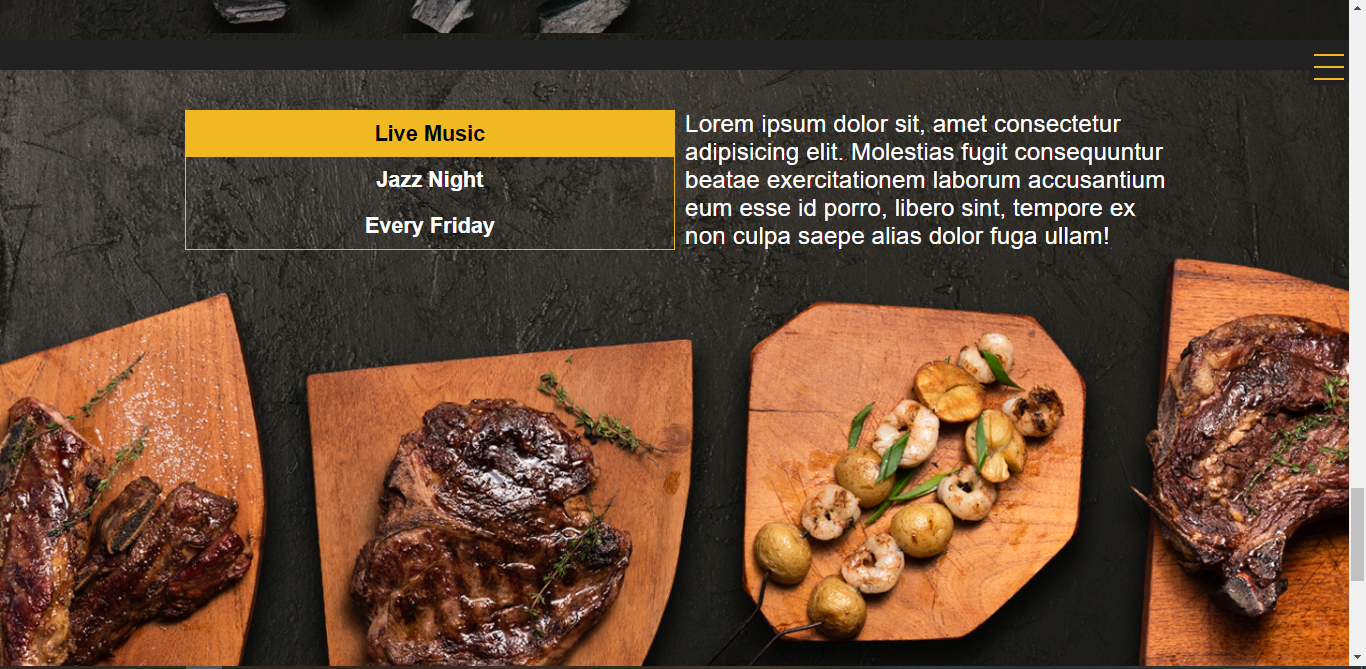 Live Music
Jazz Night
Every Friday
Lorem ipsum dolor sit, amet consectetur
adipisicing elit. Molestias fugit consequuntur
beatae exercitationem laborum accusantium
eum esse id porro, libero sint, tempore ex
non culpa saepe alias dolor fuga ullam!